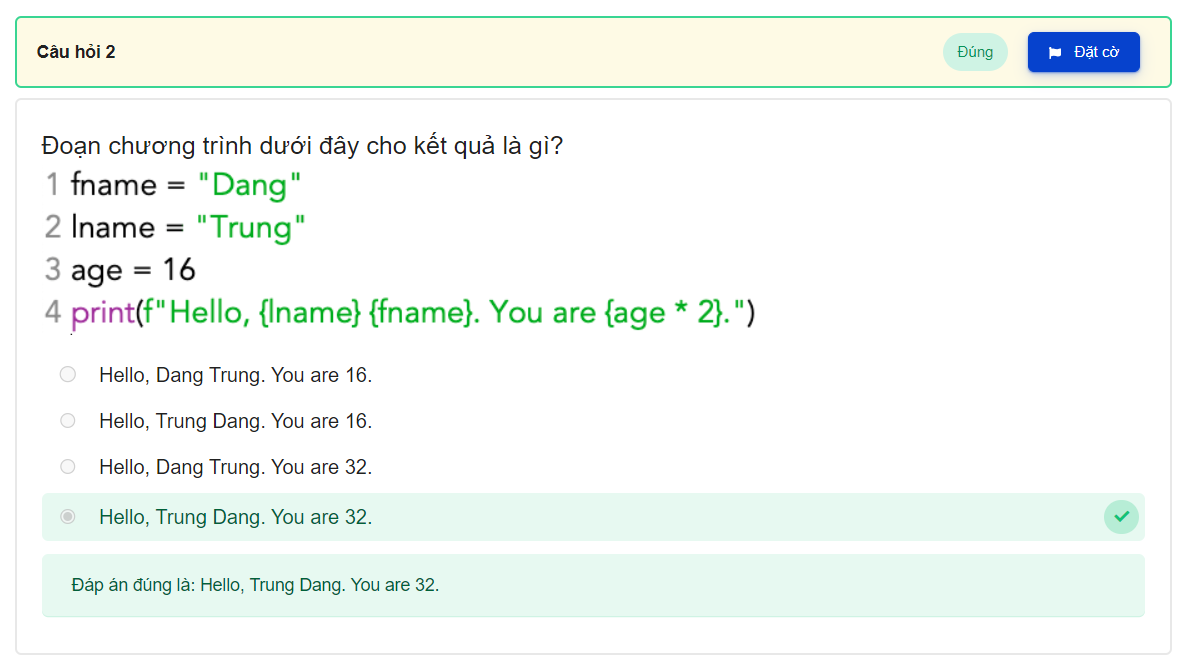 Câu hỏi 2
Đúng
Đặt cờ
Đoạn chương trình dưới đây cho kết quả là gì?
1 fname = "Dang"
2 lname = "Trung"
3 age = 16
4 print(f"Hello, {lname} {fname}. You are {age * 2}.")
Hello, Dang Trung. You are 16.
Hello, Trung Dang. You are 16.
Hello, Dang Trung. You are 32.
Hello, Trung Dang. You are 32.
Đáp án đúng là: Hello, Trung Dang. You are 32.